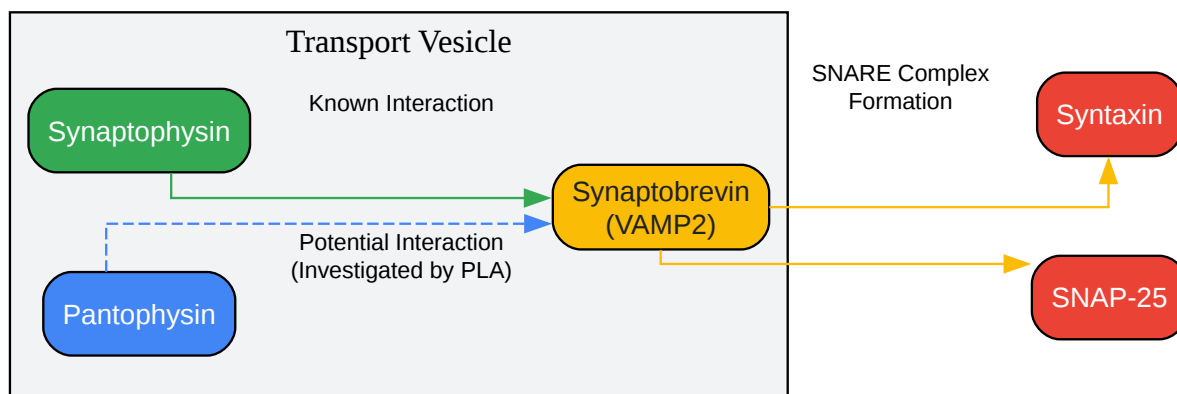 Transport Vesicle
Known Interaction
Synaptophysin
Synaptobrevin
(VAMP2)
Potential Interaction
(Investigated by PLA)
Pantophysin
SNARE Complex
Formation
Syntaxin
SNAP-25